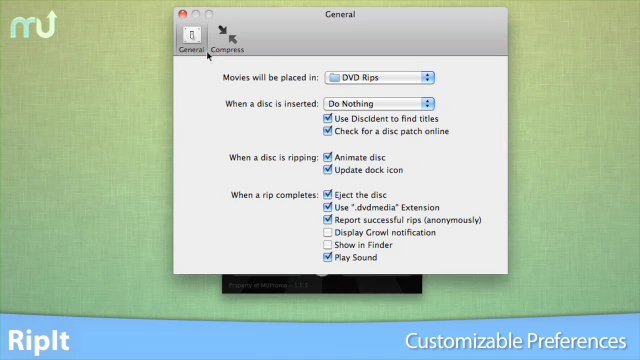 MU
General
General
Compress
Movies will be placed in:
DVD Rips
When a disc is inserted:
Do Nothing
Use DiscIdent to find titles
Check for a disc patch online
When a disc is ripping:
Animate disc
Update dock icon
When a rip completes:
Eject the disc
Use ".dvdmedia" Extension
Report successful rips (anonymously)
Display Growl notification
Show in Finder
Play Sound
RipIt
Customizable Preferences